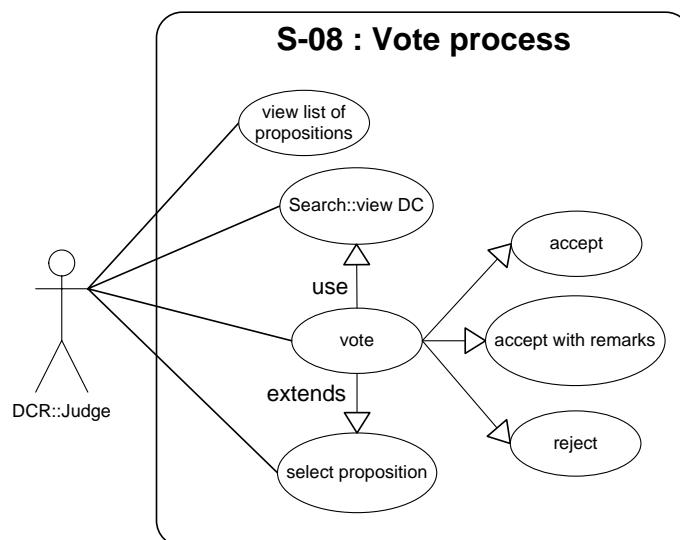 S-08 : Vote process
view list of
propositions
Search::view DC
accept
use
vote
accept with remarks
extends
DCR::Judge
reject
select proposition